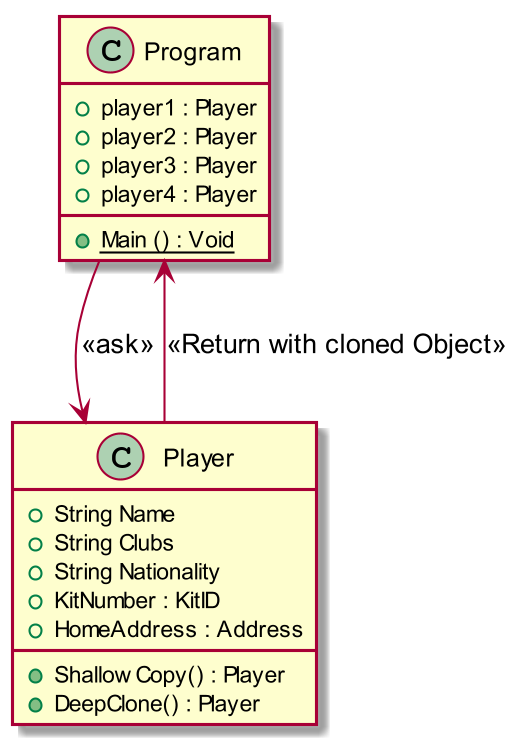 C Program
player1 : Player
player2 : Player
player3 : Player
player4 : Player
Main () : Void
«ask»
«Return with cloned Object»
C Player
String Name
String Clubs
String Nationality
KitNumber : KitID
HomeAddress : Address
Shallow Copy() : Player
DeepClone() : Player